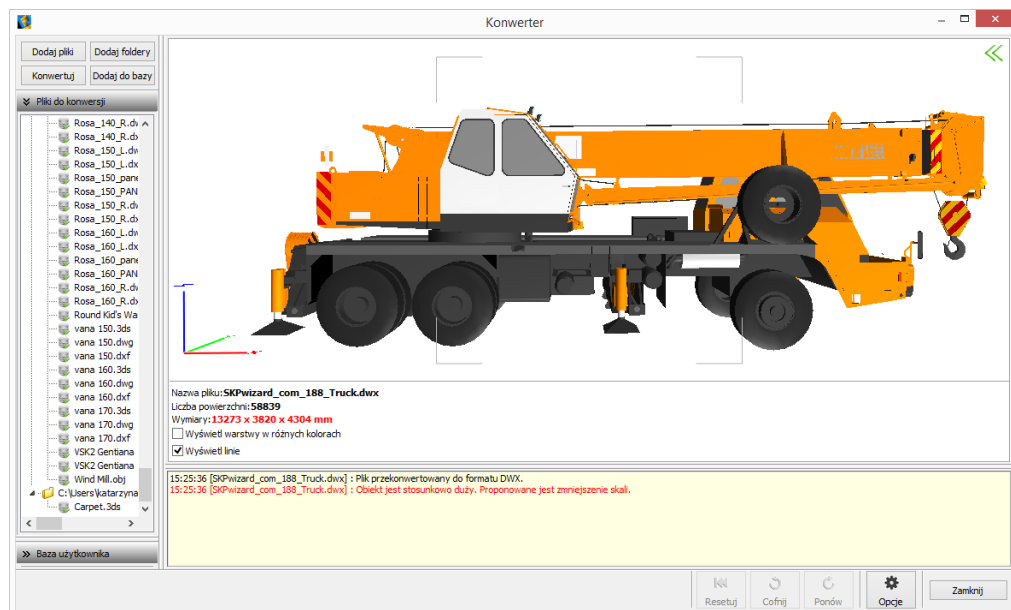 Konwerter
Dodaj pliki
Dodaj foldery
Konwertuj
Dodaj do bazy
Pliki do konwersji
Rosa_140_R.dv
Rosa_140_R.dx
Rosa_150_L.dw
Rosa_150_L.dx
Rosa_150_pane
Rosa_150_PAN
Rosa_150_R.dv
Rosa_150_R.dx
Rosa_160_L.dw
Rosa_160_L.dx
Rosa_160_pane
Rosa_160_PAN
Rosa_160_R.dv
Rosa_160_R.dx
Round Kid's Wa
vana 150.3ds
vana 150.dwg
vana 150.dxf
vana 160.3ds
vana 160.dwg
vana 160.dxf
vana 170.3ds
vana 170.dwg
vana 170.dxf
VSK2 Gentiana
VSK2 Gentiana
Wind Mill.obj
C:\Users\katarzyna
Carpet.3ds
Baza użytkownika
Nazwa pliku:SKPwizard_com_188_Truck.dwx
Liczba powierzchni:58839
Wymiary:13273 x 3820 x 4304 mm
Wyświetl warstwy w różnych kolorach
Wyświetl linie
15:25:36 [SKPwizard_com_188_Truck.dwx] : Plik przekonwertowany do formatu DWX.
15:25:36 [SKPwizard_com_188_Truck.dwx] : Obiekt jest stosunkowo duży. Proponowane jest zmniejszenie skali.
Resetuj
Cofnij
Ponów
Opcje
Zamknij